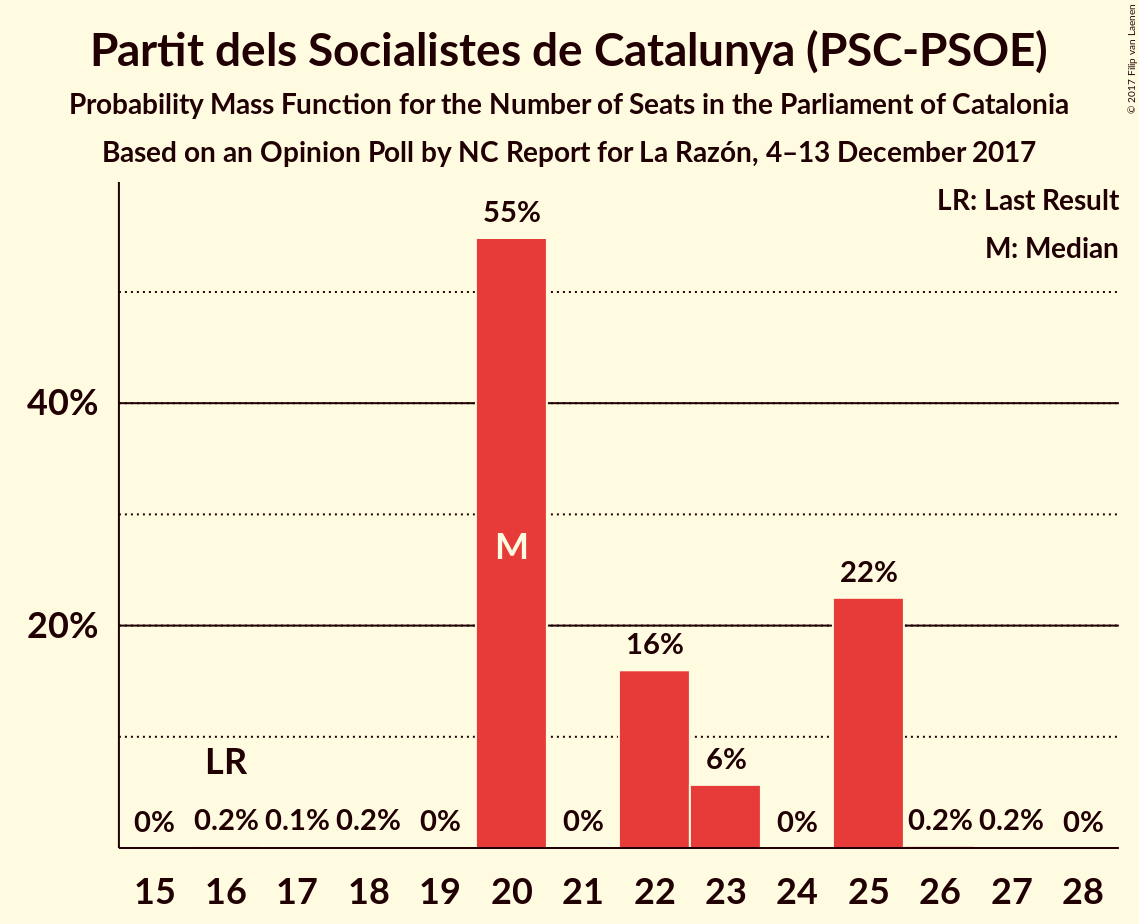 Partit dels Socialistes de Catalunya (PSC-PSOE)
Probability Mass Function for the Number of Seats in the Parliament of Catalonia
Based on an Opinion Poll by NC Report for La Razón, 4–13 December 2017
© 2017 Filip van Laenen
LR: Last Result
M: Median
55%
40%
M
22%
20%
16%
LR
6%
0% 0.2% 0.1% 0.2% 0% 0% 0% 0.2% 0.2% 0%
15 16 17 18 19 20 21 22 23 24 25 26 27 28